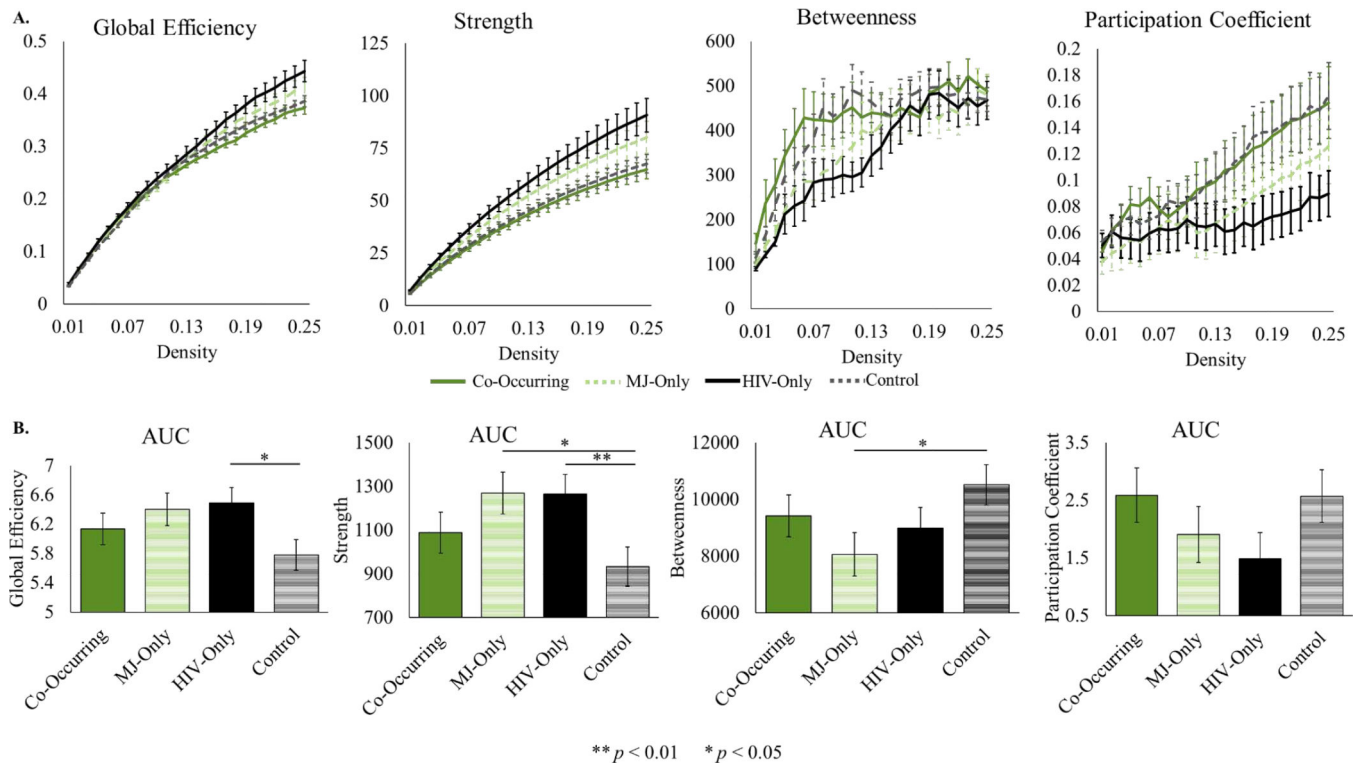 A.
Global Efficiency
0.5
0.4
0.3
0.2
0.1
0
0.01 0.07 0.13 0.19 0.25
Density
Strength
125
100
75
50
25
0
0.01 0.07 0.13 0.19 0.25
Density
Betweenness
600
500
400
300
200
100
0
0.01 0.07 0.13 0.19 0.25
Density
Participation Coefficient
0.2
0.18
0.16
0.14
0.12
0.1
0.08
0.06
0.04
0.02
0
0.01 0.07 0.13 0.19 0.25
Density
Co-Occurring MJ-Only HIV-Only Control
B.
AUC
Global Efficiency
7
6.6
6.2
5.8
5.4
5
*
Co-Occurring MJ-Only HIV-Only Control
AUC
Strength
1500
1300
1100
900
700
*
**
Co-Occurring MJ-Only HIV-Only Control
AUC
Betweenness
12000
10000
8000
6000
*
Co-Occurring MJ-Only HIV-Only Control
AUC
Participation Coefficient
3.5
2.5
1.5
0.5
Co-Occurring MJ-Only HIV-Only Control
** p < 0.01 * p < 0.05